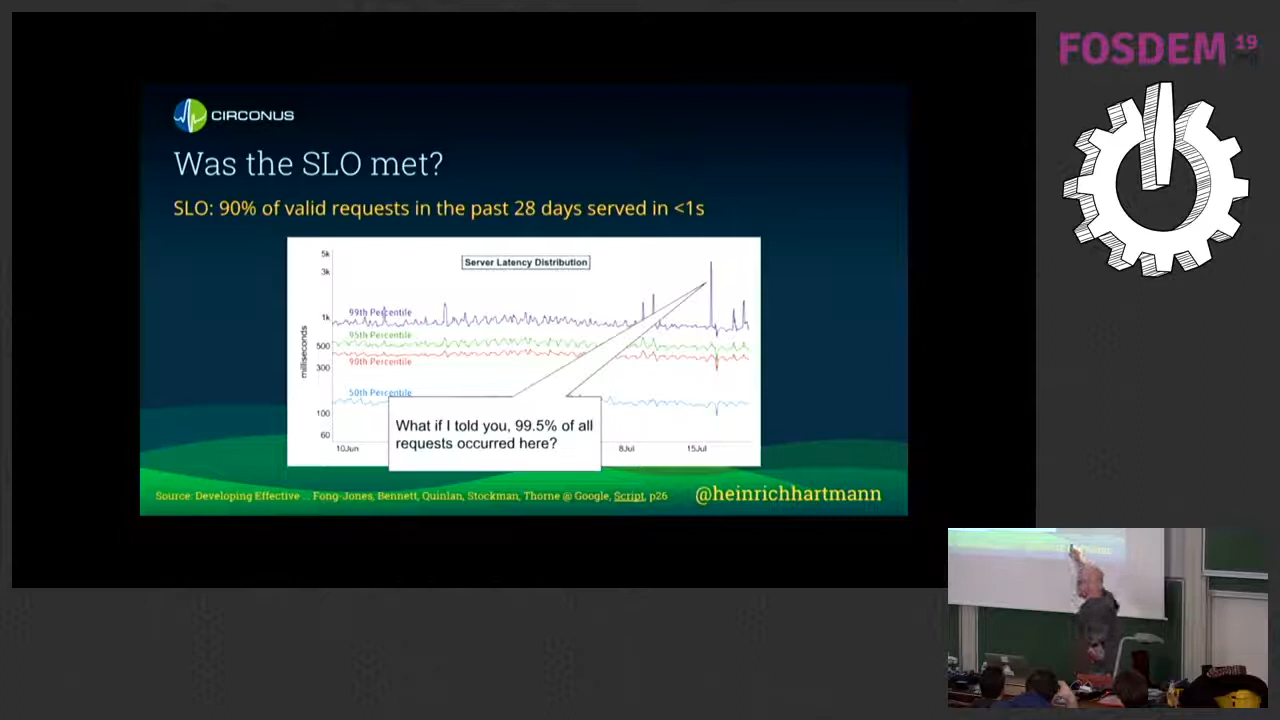 FOSDEM 19
CIRCONUS
Was the SLO met?
SLO: 90% of valid requests in the past 28 days served in <1s
Server Latency Distribution
5k
3k
1k
500
300
100
60
milliseconds
99th Percentile
95th Percentile
90th Percentile
50th Percentile
What if I told you, 99.5% of all
requests occurred here?
10Jun
8Jul
15Jul
Source: Developing Effective ... Fong-Jones, Bennett, Quinlan, Stockman, Thorne @ Google, Script, p26
@heinrichhartmann